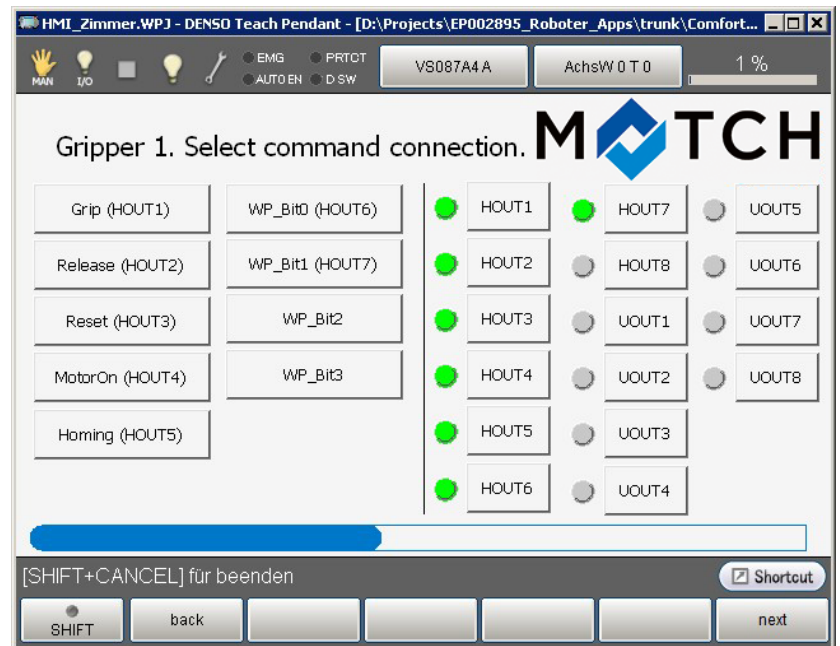 HMI_Zimmer.WPJ - DENSO Teach Pendant - [D:\Projects\EP002895_Roboter_Apps\trunk\Comfort...
MAN
I/O
EMG
PRTCT
AUTO EN
D SW
VS087A4 A
AchsW 0 T 0
1 %
Gripper 1. Select command connection.
MATCH
Grip (HOUT1)
WP_Bit0 (HOUT6)
HOUT1
HOUT7
UOUT5
Release (HOUT2)
WP_Bit1 (HOUT7)
HOUT2
HOUT8
UOUT6
Reset (HOUT3)
WP_Bit2
HOUT3
UOUT1
UOUT7
MotorOn (HOUT4)
WP_Bit3
HOUT4
UOUT2
UOUT8
Homing (HOUT5)
HOUT5
UOUT3
HOUT6
UOUT4
[SHIFT+CANCEL] für beenden
Shortcut
SHIFT
back
next